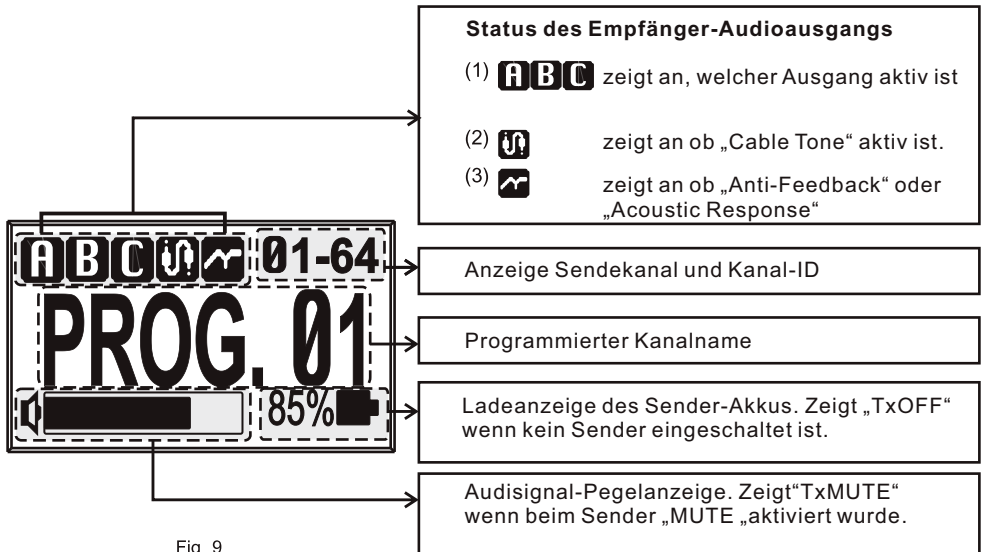 Status des Empfänger-Audioausgangs
(1) A B C zeigt an, welcher Ausgang aktiv ist
(2) zeigt an ob „Cable Tone“ aktiv ist.
(3) zeigt an ob „Anti-Feedback“ oder
„Acoustic Response“
A B C 01-64
Anzeige Sendekanal und Kanal-ID
PROG. 01
Programmierter Kanalname
85%
Ladeanzeige des Sender-Akkus. Zeigt „TxOFF“
wenn kein Sender eingeschaltet ist.
Audisignal-Pegelanzeige. Zeigt“TxMUTE“
wenn beim Sender „MUTE „aktiviert wurde.
Fig. 9